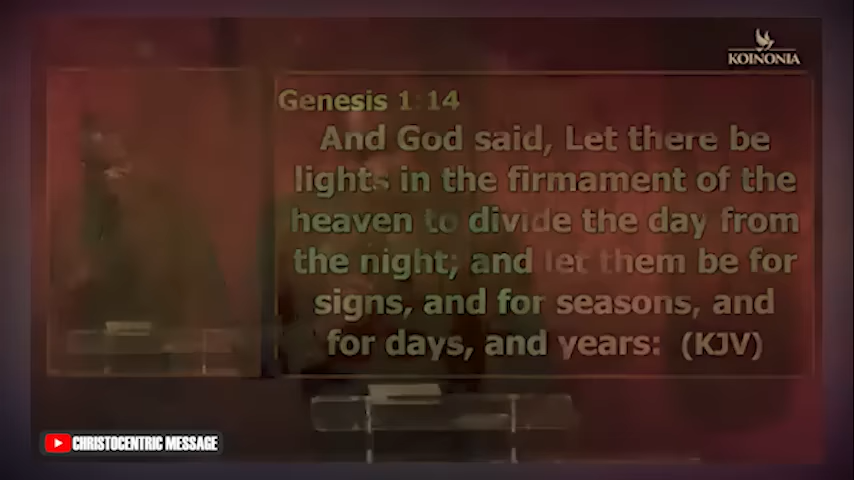 KOINONIA
Genesis 1:14
And God said, Let there be
lights in the firmament of the
heaven to divide the day from
the night; and let them be for
signs, and for seasons, and
for days, and years: (KJV)
CHRISTOCENTRIC MESSAGE